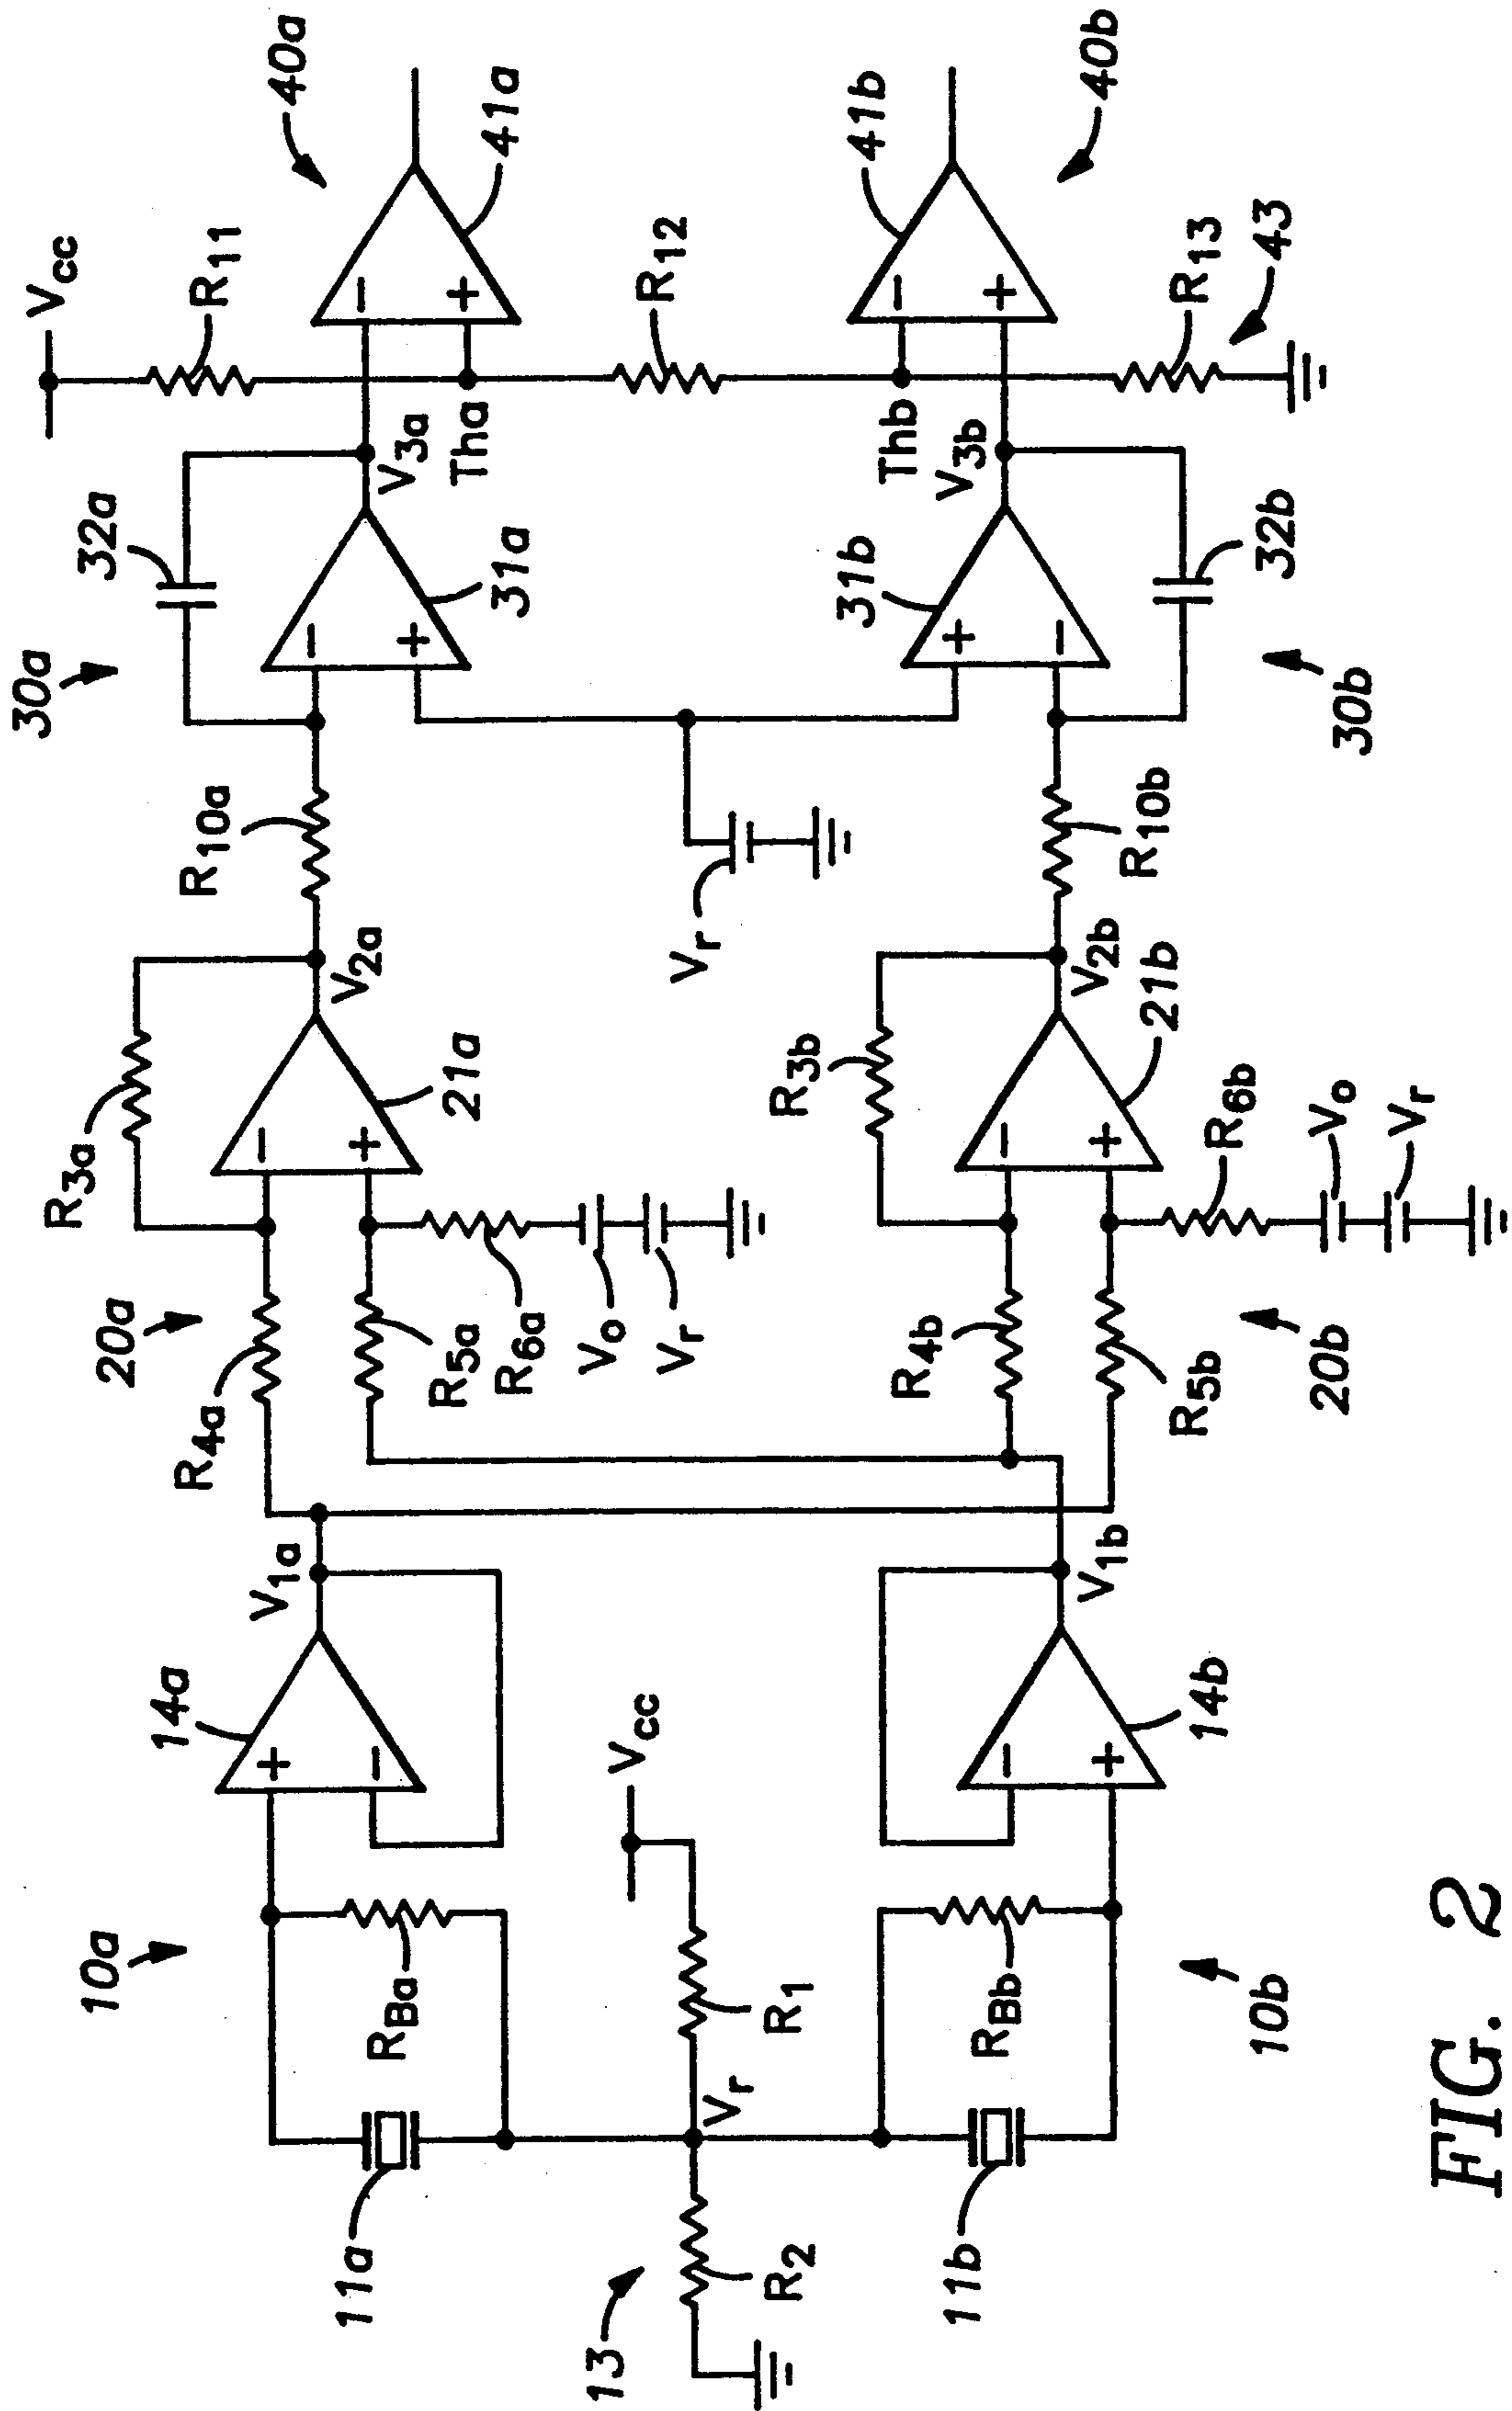 30a
32a
Vcc
40a
10a
14a
V1a
20a
R3a
R10a
R11
R4a
V2a
V3a
Tha
41a
11a
RBa
21a
31a
R5a
R6a
Vo
Vr
13
Vr
Vcc
R12
R2
R1
Vr
R3b
31b
Thb
V3b
41b
R4b
11b
RBb
V1b
V2b
R10b
21b
R13
14b
R5b
R6b
32b
43
40b
10b
20b
Vo
Vr
30b
FIG. 2